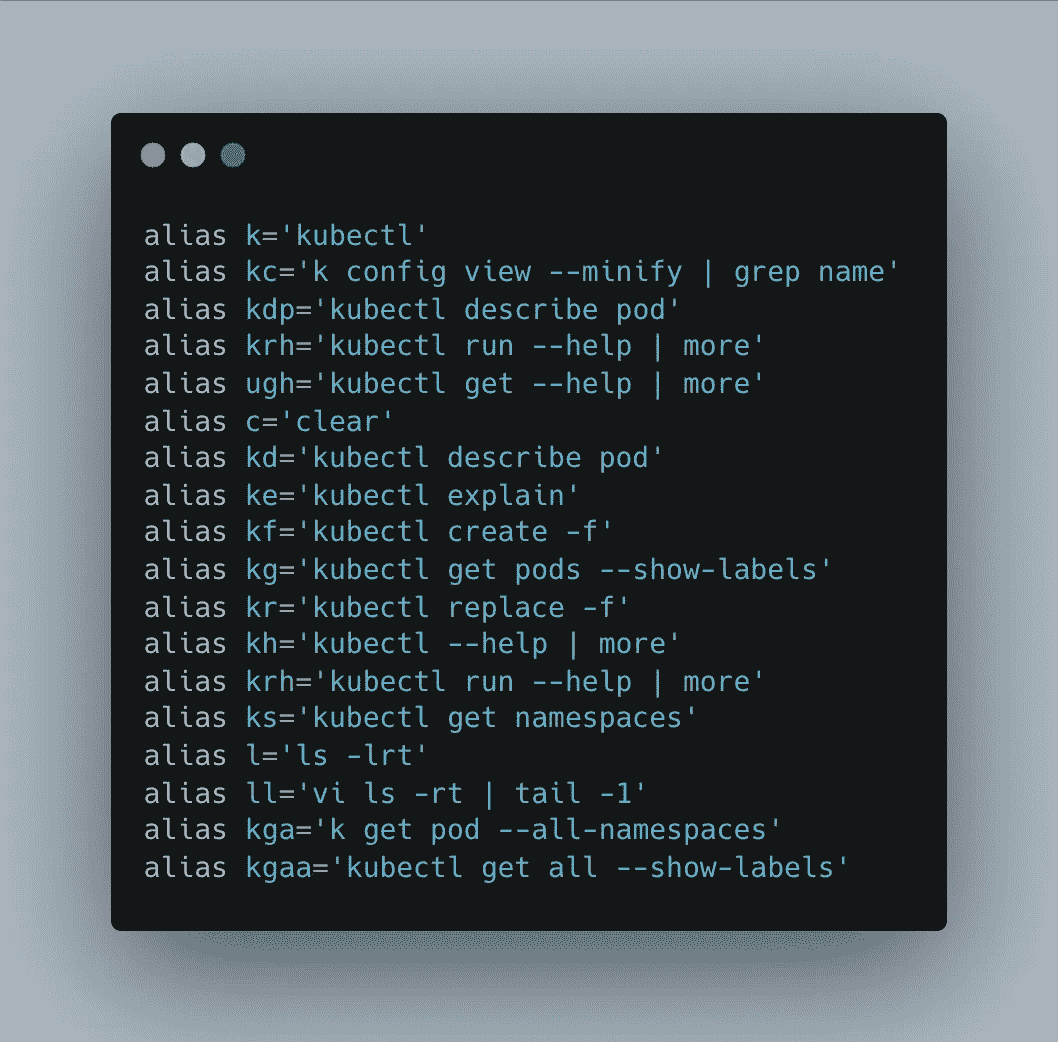 alias k='kubectl'
alias kc='k config view --minify | grep name'
alias kdp='kubectl describe pod'
alias krh='kubectl run --help | more'
alias ugh='kubectl get --help | more'
alias c='clear'
alias kd='kubectl describe pod'
alias ke='kubectl explain'
alias kf='kubectl create -f'
alias kg='kubectl get pods --show-labels'
alias kr='kubectl replace -f'
alias kh='kubectl --help | more'
alias krh='kubectl run --help | more'
alias ks='kubectl get namespaces'
alias l='ls -lrt'
alias ll='vi ls -rt | tail -1'
alias kga='k get pod --all-namespaces'
alias kgaa='kubectl get all --show-labels'